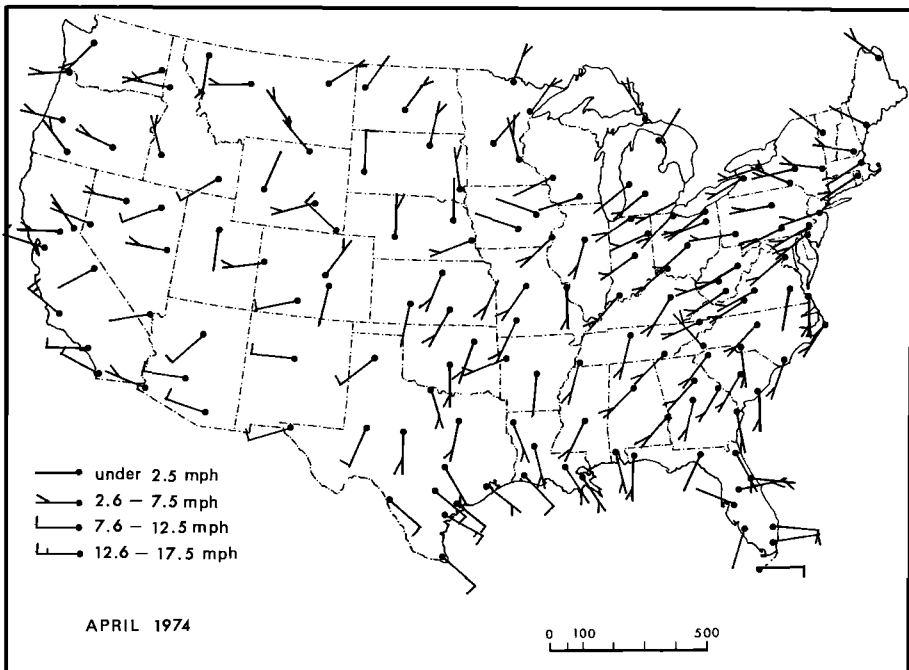 under 2.5 mph
2.6 – 7.5 mph
7.6 – 12.5 mph
12.6 – 17.5 mph
APRIL 1974
0 100 500